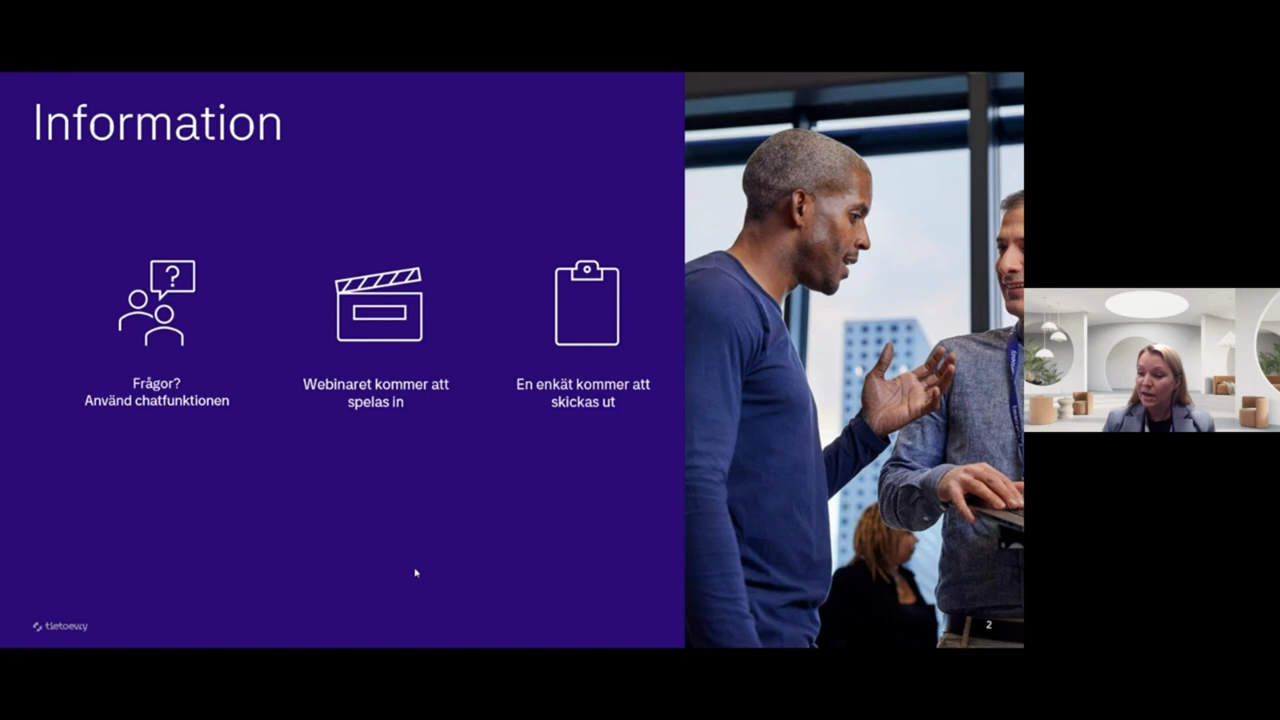 Information
?
Frågor?
Använd chatfunktionen
Webinaret kommer att
spelas in
En enkät kommer att
skickas ut
tietoevry
2